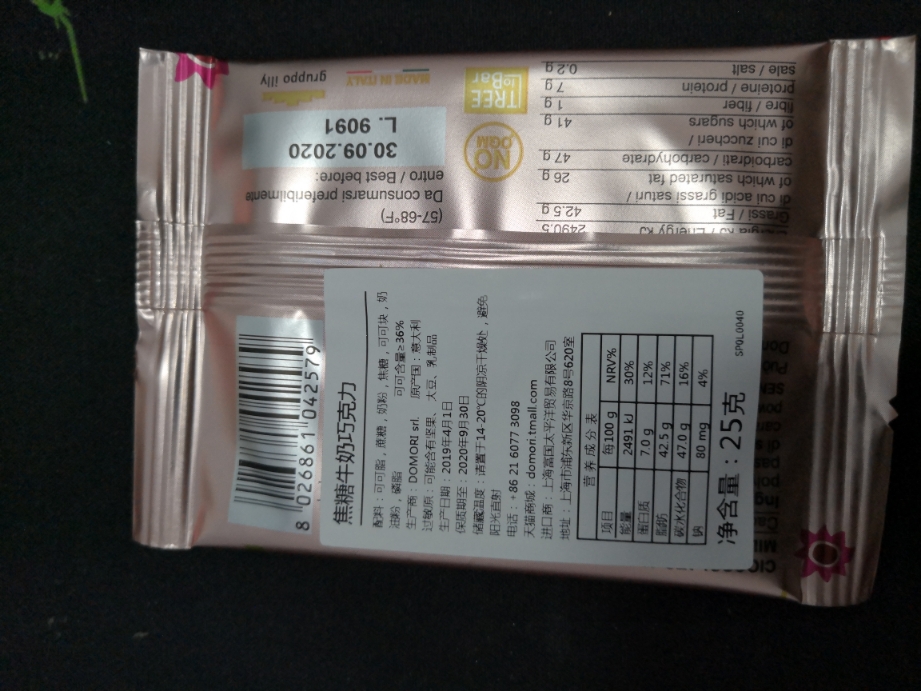 焦糖牛奶巧克力
配料：可可脂，蔗糖，奶粉，焦糖，可可块，奶
油粉，磷脂 可可含量≥36%
生产商：DOMORI srl. 原产国：意大利
过敏原：可能含有坚果、大豆、乳制品
生产日期：2019年4月1日
保质期至：2020年9月30日
储藏温度：请置于14-20℃的阴凉干燥处，避免
阳光直射
电话：+86 21 6077 3098
天猫商城：domori.tmall.com
进口商：上海富国太平洋贸易有限公司
地址：上海市浦东新区华京路8号620室
营养成分表
项目 每100 g NRV%
能量 2491 kJ 30%
蛋白质 7.0 g 12%
脂肪 42.5 g 71%
碳水化合物 47.0 g 16%
钠 80 mg 4%
净含量：25克
SP0L0040
8 026861 042579
Energia kJ / Energy kJ 2490.5
Grassi / Fat 42.5 g
di cui acidi grassi saturi /
of which saturated fat 26 g
carboidrati / carbohydrate 47 g
di cui zuccheri /
of which sugars 41 g
fibre / fiber 1 g
proteine / protein 7 g
sale / salt 0.2 g
(57-68°F)
Da consumarsi preferibilmente
entro / Best before:
30.09.2020
L. 9091
NO
OGM
TREE
to Bar
MADE IN ITALY
gruppo illy